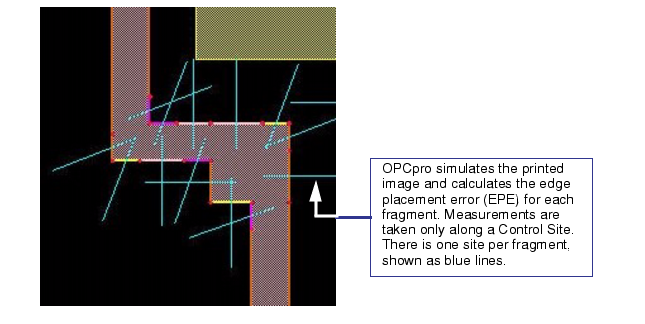 OPCpro simulates the printed
image and calculates the edge
placement error (EPE) for each
fragment. Measurements are
taken only along a Control Site.
There is one site per fragment,
shown as blue lines.